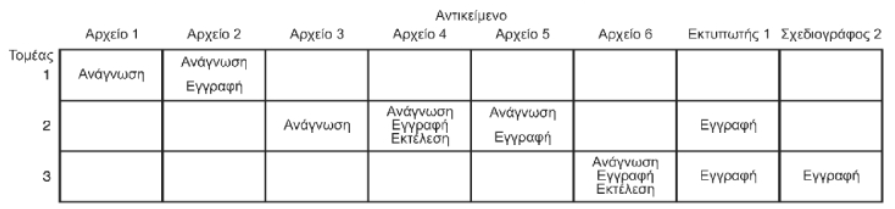 Αντικείμενο
Αρχείο 1 Αρχείο 2 Αρχείο 3 Αρχείο 4 Αρχείο 5 Αρχείο 6 Εκτυπωτής 1 Σχεδιογράφος 2
Τομέας
1 Ανάγνωση Ανάγνωση
Εγγραφή
2 Ανάγνωση Ανάγνωση
Εγγραφή
Εκτέλεση Ανάγνωση
Εγγραφή Εγγραφή
3 Ανάγνωση
Εγγραφή
Εκτέλεση Εγγραφή Εγγραφή